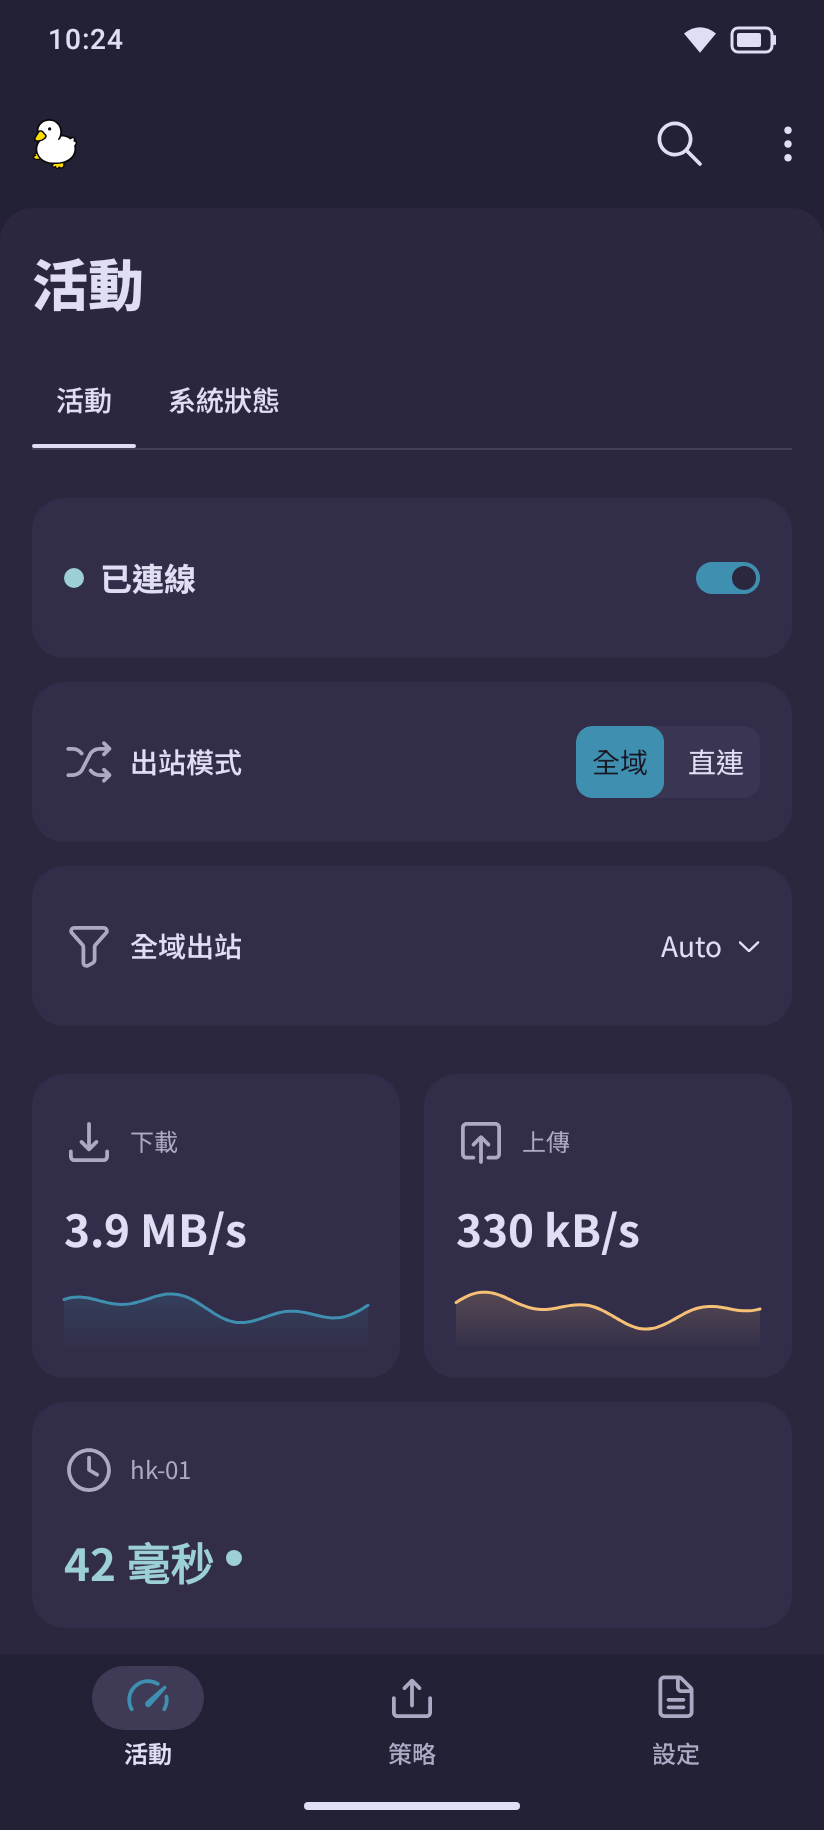 10:24
活動
活動 系統狀態
已連線
出站模式 全域 直連
全域出站 Auto
下載 上傳
3.9 MB/s 330 kB/s
hk-01
42 毫秒
活動 策略 設定